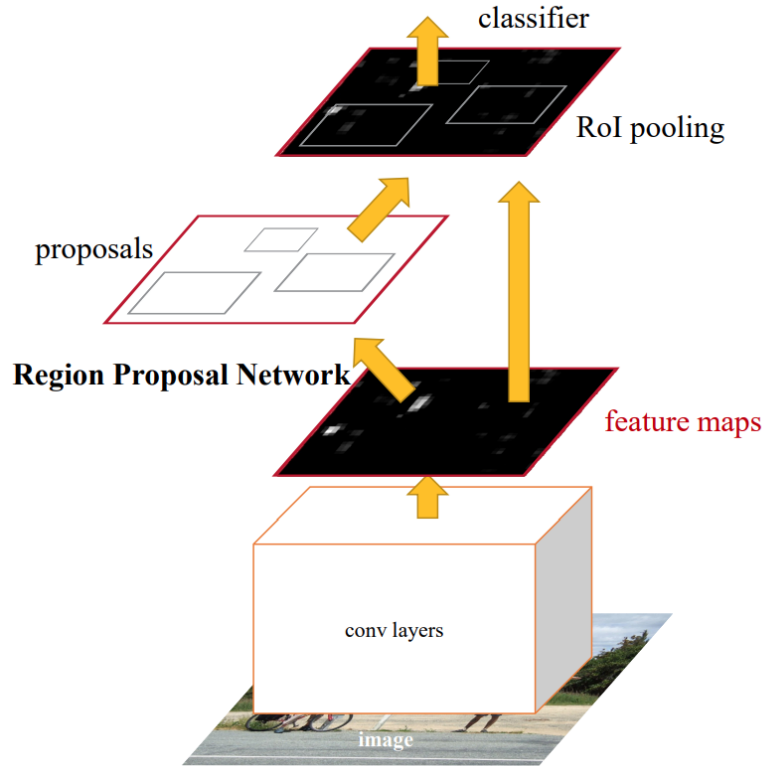 classifier
RoI pooling
proposals
Region Proposal Network
feature maps
conv layers
image